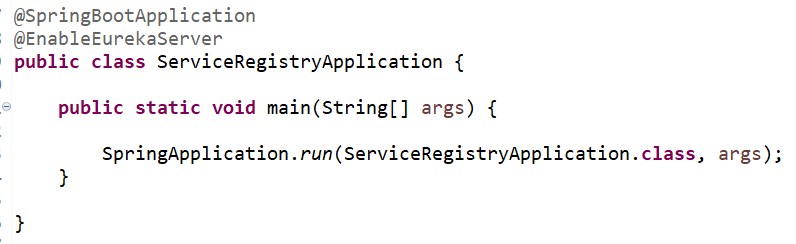 @SpringBootApplication
@EnableEurekaServer
public class ServiceRegistryApplication {
public static void main(String[] args) {
SpringApplication.run(ServiceRegistryApplication.class, args);
}
}